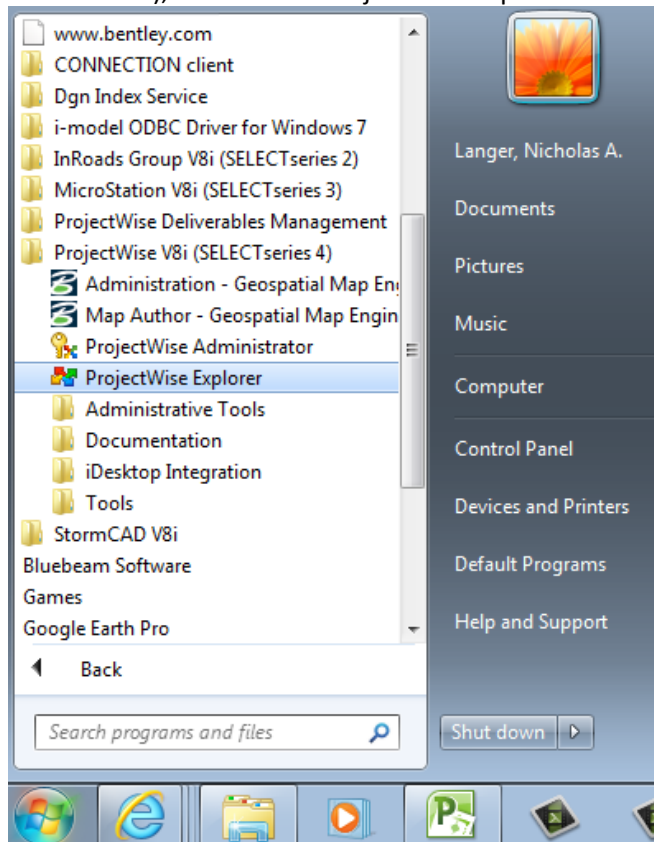 www.bentley.com
CONNECTION client
Dgn Index Service
i-model ODBC Driver for Windows 7
InRoads Group V8i (SELECTseries 2)
MicroStation V8i (SELECTseries 3)
ProjectWise Deliverables Management
ProjectWise V8i (SELECTseries 4)
Administration - Geospatial Map En
Map Author - Geospatial Map Engin
ProjectWise Administrator
ProjectWise Explorer
Administrative Tools
Documentation
iDesktop Integration
Tools
StormCAD V8i
Bluebeam Software
Games
Google Earth Pro
Back
Search programs and files
Langer, Nicholas A.
Documents
Pictures
Music
Computer
Control Panel
Devices and Printers
Default Programs
Help and Support
Shut down